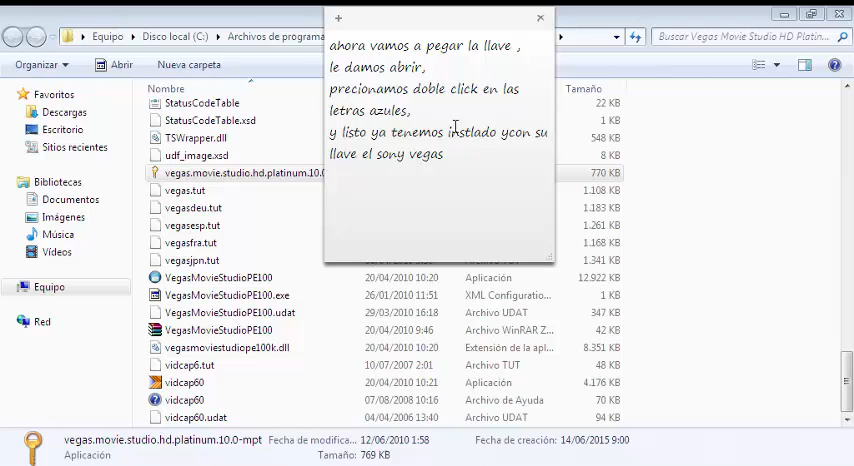 Equipo
Disco local (C:)
Archivos de programa
Buscar Vegas Movie Studio HD Platin...
Organizar
Abrir
Nueva carpeta
ahora vamos a pegar la llave ,
le damos abrir,
precionamos doble click en las
letras azules,
y listo ya tenemos instlado ycon su
llave el sony vegas
Favoritos
Descargas
Escritorio
Sitios recientes
Bibliotecas
Documentos
Imágenes
Música
Vídeos
Equipo
Red
Nombre
Tamaño
StatusCodeTable
22 KB
StatusCodeTable.xsd
1 KB
TSWrapper.dll
548 KB
udf_image.xsd
8 KB
vegas.movie.studio.hd.platinum.10.0
770 KB
vegas.tut
1.108 KB
vegasdeu.tut
1.183 KB
vegasesp.tut
1.261 KB
vegasfra.tut
1.168 KB
vegasjpn.tut
1.341 KB
VegasMovieStudioPE100 20/04/2010 10:20 Aplicación 12.922 KB
VegasMovieStudioPE100.exe 26/01/2010 11:51 XML Configuratio... 1 KB
VegasMovieStudioPE100.udat 29/03/2010 16:18 Archivo UDAT 347 KB
VegasMovieStudioPE100 20/04/2010 9:46 Archivo WinRAR Z... 42 KB
vegasmoviestudiope100k.dll 20/04/2010 10:20 Extensión de la apl... 8.351 KB
vidcap6.tut 10/07/2007 2:01 Archivo TUT 48 KB
vidcap60 20/04/2010 10:21 Aplicación 4.176 KB
vidcap60 07/08/2008 10:16 Archivo de Ayuda 70 KB
vidcap60.udat 04/04/2006 13:40 Archivo UDAT 94 KB
vegas.movie.studio.hd.platinum.10.0-mpt Fecha de modifica... 12/06/2010 1:58 Fecha de creación: 14/06/2015 9:00
Aplicación Tamaño: 769 KB